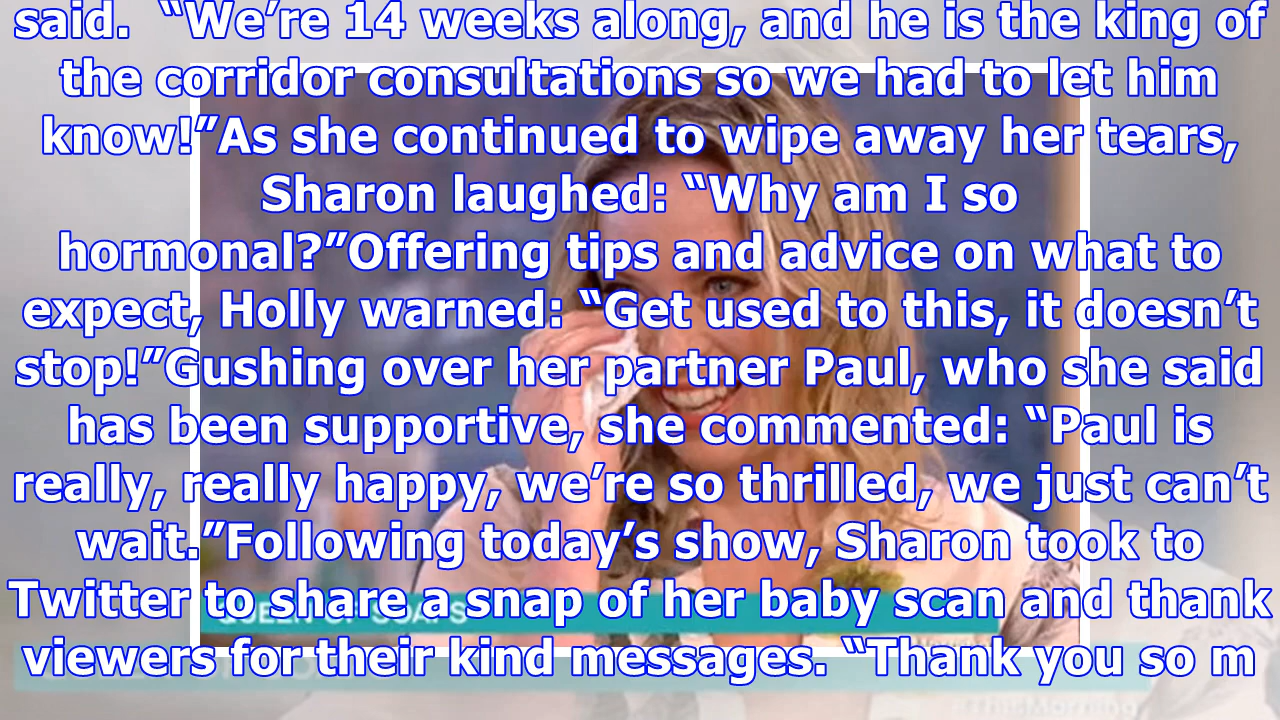 said.  “We’re 14 weeks along, and he is the king of
the corridor consultations so we had to let him
know!”As she continued to wipe away her tears,
Sharon laughed: “Why am I so
hormonal?”Offering tips and advice on what to
expect, Holly warned: “Get used to this, it doesn’t
stop!”Gushing over her partner Paul, who she said
has been supportive, she commented: “Paul is
really, really happy, we’re so thrilled, we just can’t
wait.”Following today’s show, Sharon took to
Twitter to share a snap of her baby scan and thank
viewers for their kind messages. “Thank you so m
QUEEN OF SOAPS